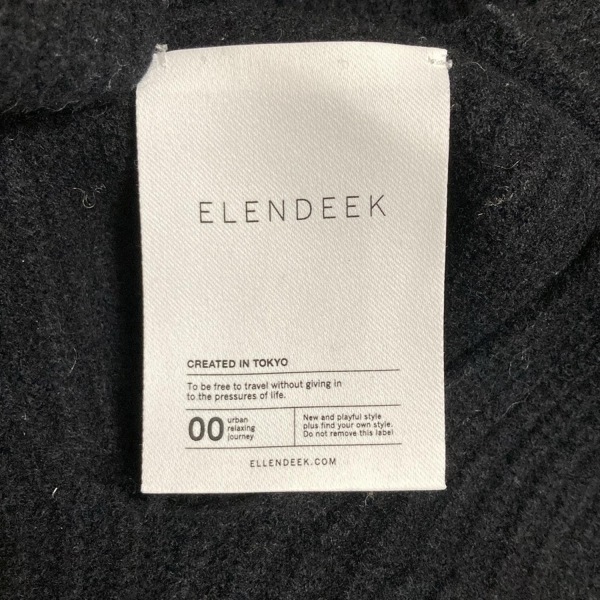 ELENDEEK
CREATED IN TOKYO
To be free to travel without giving in
to the pressures of life.
00
urban
relaxing
journey
New and playful style
plus find your own style.
Do not remove this label
ELLENDEEK.COM